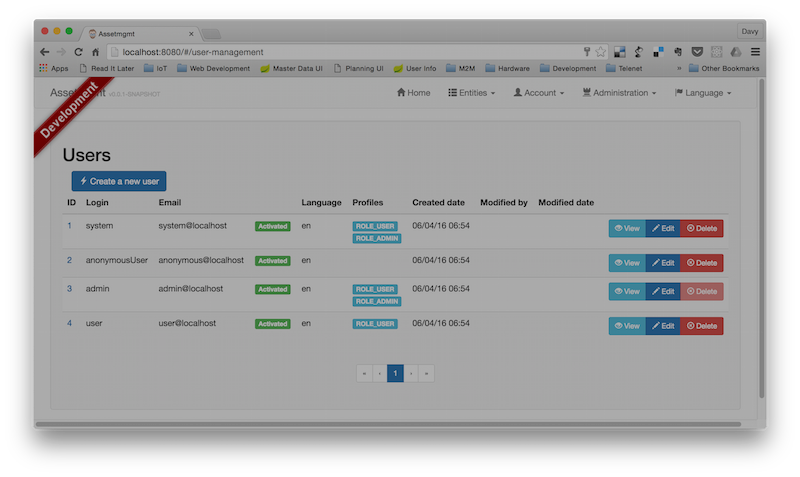 Assetmgmt
Davy
localhost:8080/#/user-management
Apps Read It Later IoT Web Development Master Data UI Planning UI User Info M2M Hardware Development Telenet » Other Bookmarks
Development
v0.0.1-SNAPSHOT
Home Entities Account Administration Language
Users
Create a new user
ID Login Email Language Profiles Created date Modified by Modified date
1 system system@localhost Activated en ROLE_USER 06/04/16 06:54 View Edit Delete
ROLE_ADMIN
2 anonymousUser anonymous@localhost Activated en 06/04/16 06:54 View Edit Delete
3 admin admin@localhost Activated en ROLE_USER 06/04/16 06:54 View Edit Delete
ROLE_ADMIN
4 user user@localhost Activated en ROLE_USER 06/04/16 06:54 View Edit Delete
« ‹ 1 › »